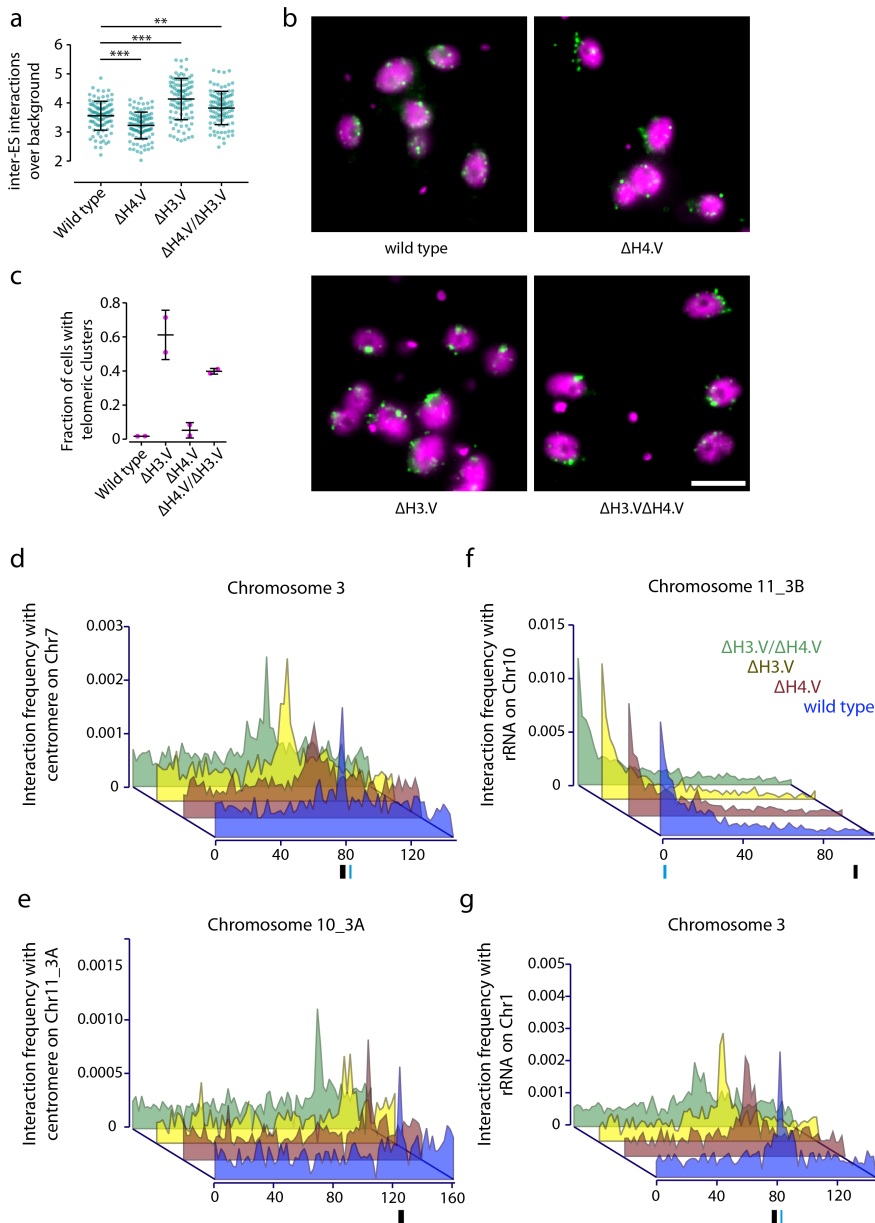 a
inter-ES interactions
over background
6
5
4
3
2
**
***
***
Wild type
ΔH4.V
ΔH3.V
ΔH4.V/ΔH3.V
b
wild type
ΔH4.V
ΔH3.V
ΔH3.VΔH4.V
c
Fraction of cells with
telomeric clusters
0.8
0.6
0.4
0.2
0
Wild type
ΔH3.V
ΔH4.V
ΔH4.V/ΔH3.V
d
Chromosome 3
Interaction frequency with
centromere on Chr7
0.003
0.002
0.001
0
0 40 80 120
f
Chromosome 11_3B
Interaction frequency with
rRNA on Chr10
0.015
0.010
0.005
0
ΔH3.V/ΔH4.V
ΔH3.V
ΔH4.V
wild type
0 40 80
e
Chromosome 10_3A
Interaction frequency with
centromere on Chr11_3A
0.0015
0.0010
0.0005
0
0 40 80 120 160
g
Chromosome 3
Interaction frequency with
rRNA on Chr1
0.005
0.004
0.003
0.002
0.001
0
0 40 80 120